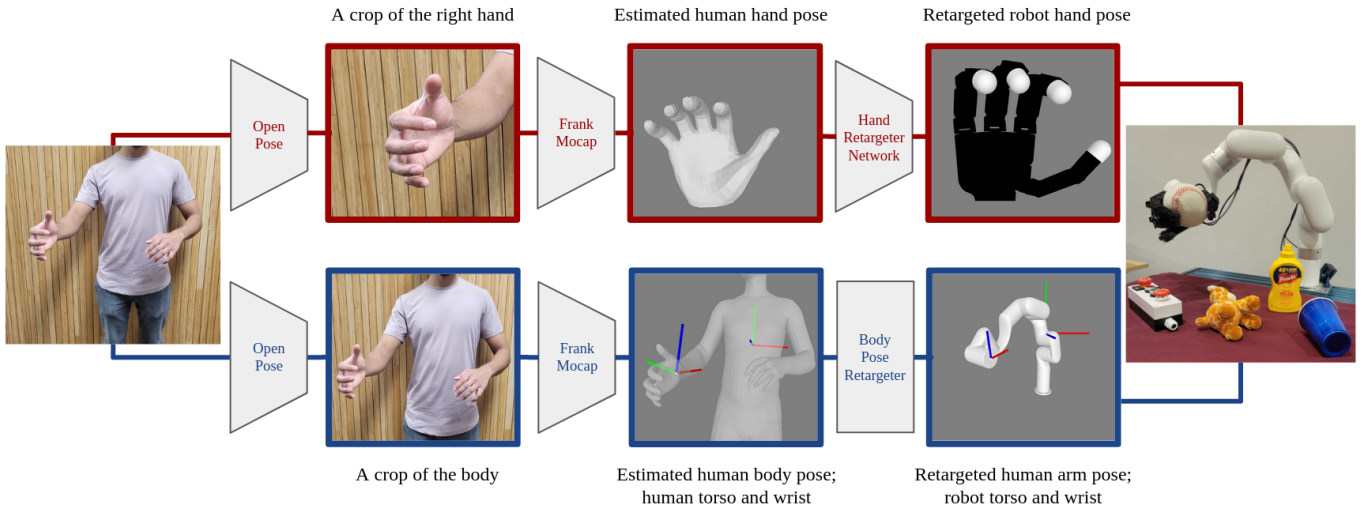 A crop of the right hand
Estimated human hand pose
Retargeted robot hand pose
Open
Pose
Frank
Mocap
Hand
Retargeter
Network
Open
Pose
Frank
Mocap
Body
Pose
Retargeter
A crop of the body
Estimated human body pose;
human torso and wrist
Retargeted human arm pose;
robot torso and wrist